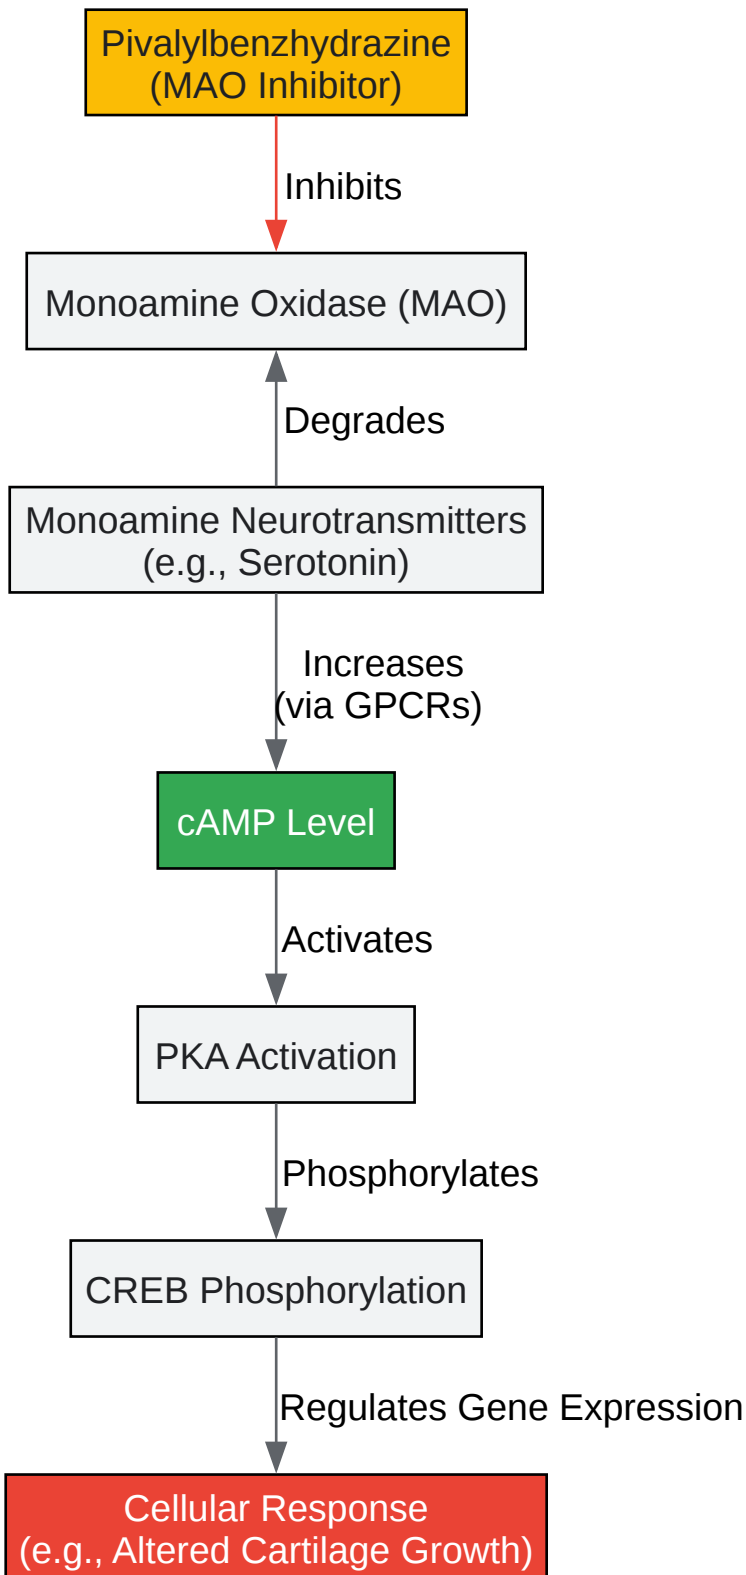 Pivalylbenzhydrazine
(MAO Inhibitor)
Inhibits
Monoamine Oxidase (MAO)
Degrades
Monoamine Neurotransmitters
(e.g., Serotonin)
Increases
(via GPCRs)
cAMP Level
Activates
PKA Activation
Phosphorylates
CREB Phosphorylation
Regulates Gene Expression
Cellular Response
(e.g., Altered Cartilage Growth)